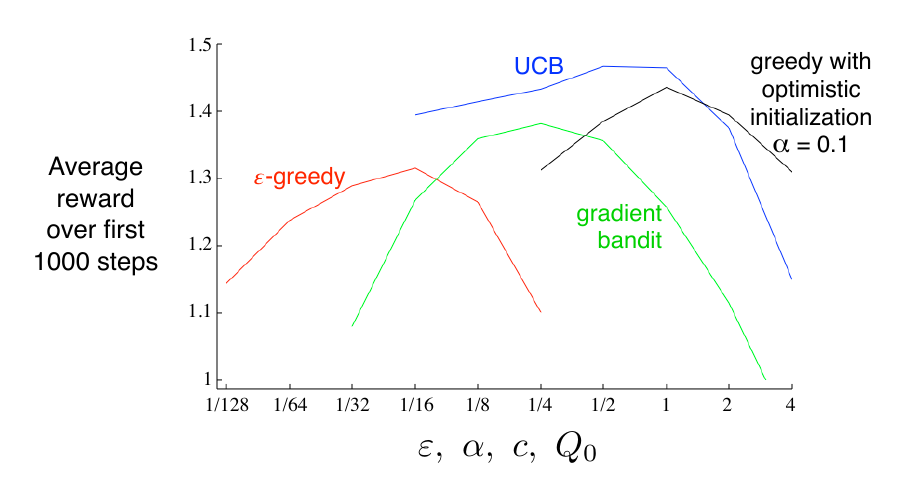 1.5
1.4
1.3
1.2
1.1
1
Average
reward
over first
1000 steps
ε-greedy
UCB
gradient
bandit
greedy with
optimistic
initialization
α = 0.1
1/128 1/64 1/32 1/16 1/8 1/4 1/2 1 2 4
ε, α, c, Q₀